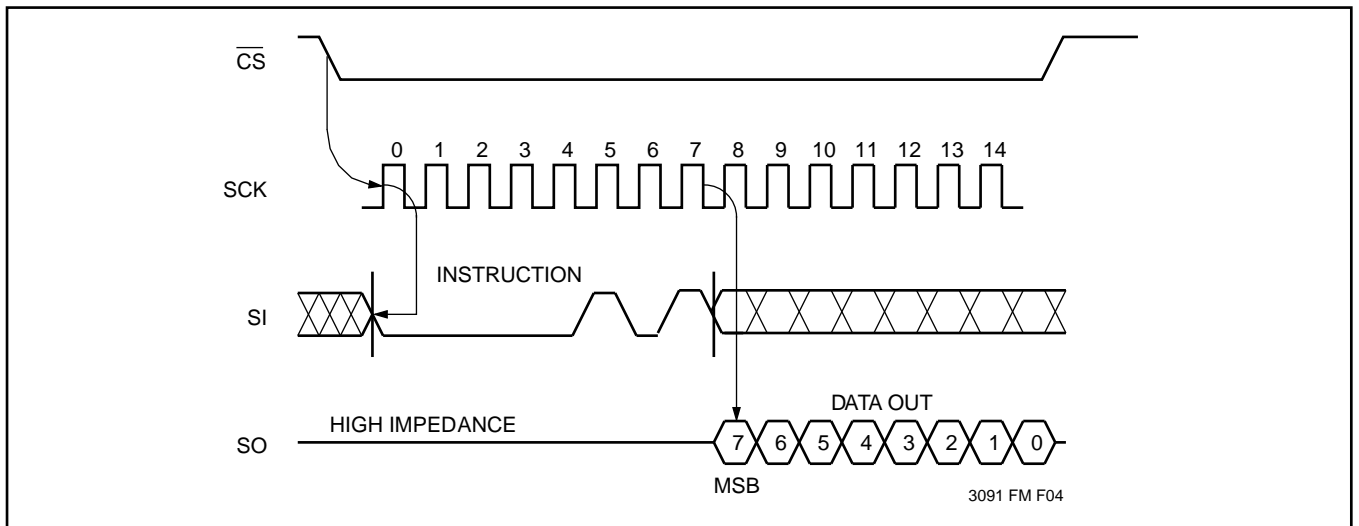 CS
0 1 2 3 4 5 6 7 8 9 10 11 12 13 14
SCK
INSTRUCTION
SI
DATA OUT
HIGH IMPEDANCE
SO
7 6 5 4 3 2 1 0
MSB
3091 FM F04